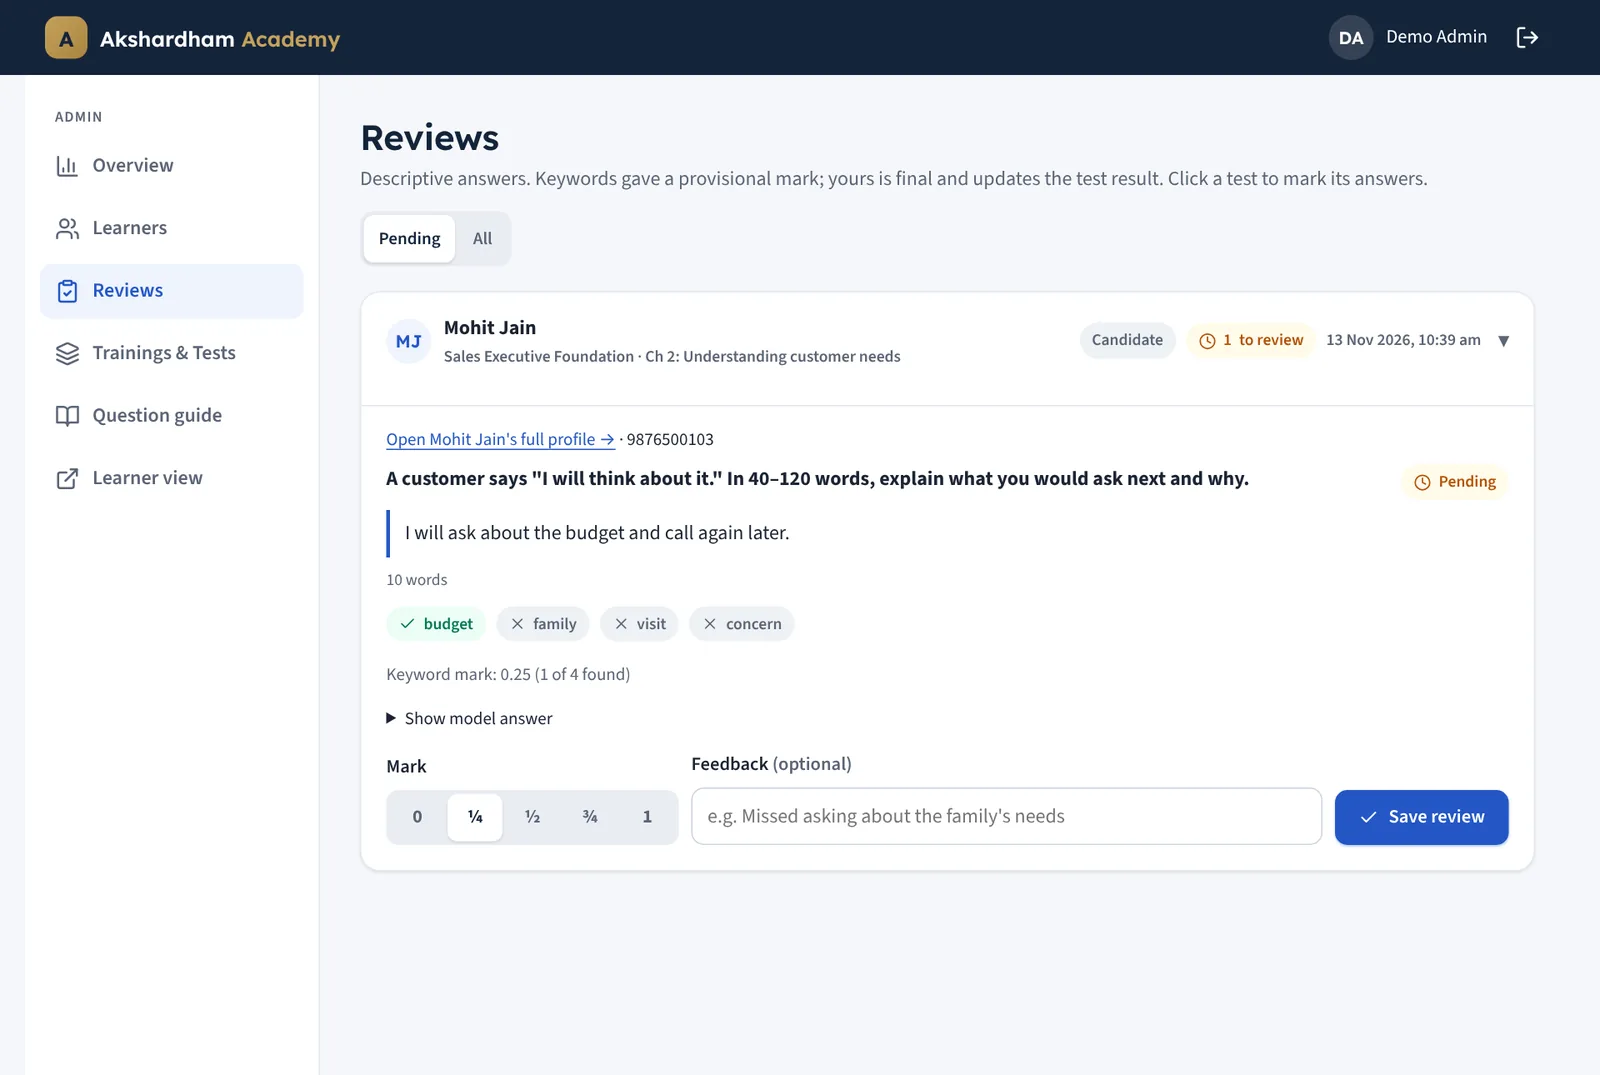 A Akshardham Academy
DA Demo Admin
ADMIN
Overview
Learners
Reviews
Trainings & Tests
Question guide
Learner view
Reviews
Descriptive answers. Keywords gave a provisional mark; yours is final and updates the test result. Click a test to mark its answers.
Pending All
MJ Mohit Jain
Sales Executive Foundation · Ch 2: Understanding customer needs
Candidate 1 to review 13 Nov 2026, 10:39 am ▼
Open Mohit Jain's full profile → · 9876500103
A customer says "I will think about it." In 40–120 words, explain what you would ask next and why.
Pending
I will ask about the budget and call again later.
10 words
budget family visit concern
Keyword mark: 0.25 (1 of 4 found)
▶ Show model answer
Mark
0 ¼ ½ ¾ 1
Feedback (optional)
e.g. Missed asking about the family's needs
Save review